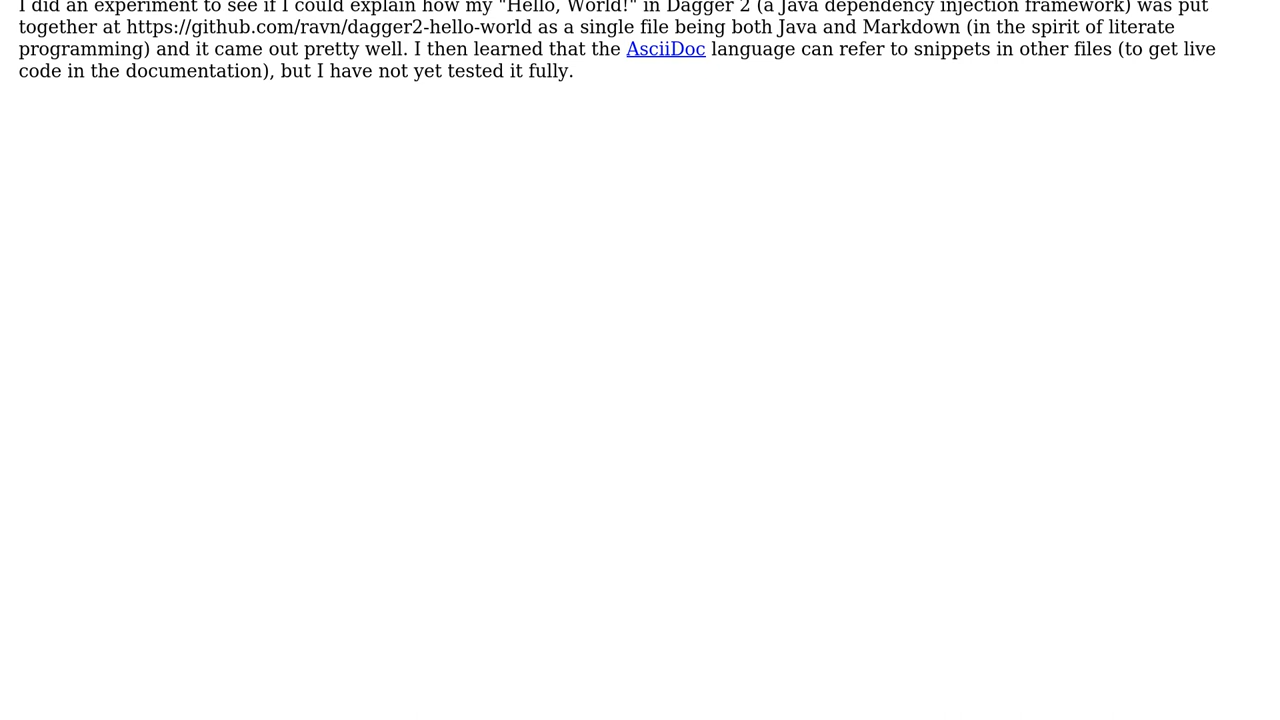 I did an experiment to see if I could explain how my "Hello, World!" in Dagger 2 (a Java dependency injection framework) was put
together at https://github.com/ravn/dagger2-hello-world as a single file being both Java and Markdown (in the spirit of literate
programming) and it came out pretty well. I then learned that the AsciiDoc language can refer to snippets in other files (to get live
code in the documentation), but I have not yet tested it fully.